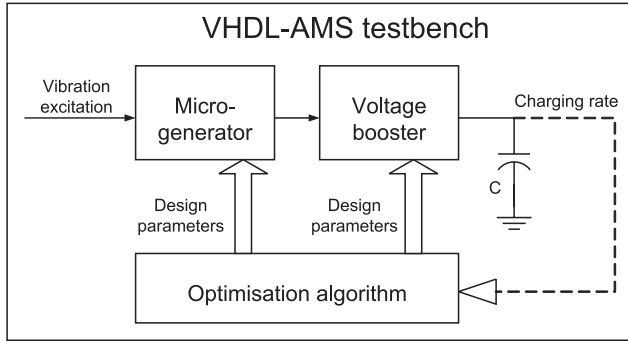 VHDL-AMS testbench
Vibration
excitation
Micro-
generator
Voltage
booster
Charging rate
C
Design
parameters
Design
parameters
Optimisation algorithm